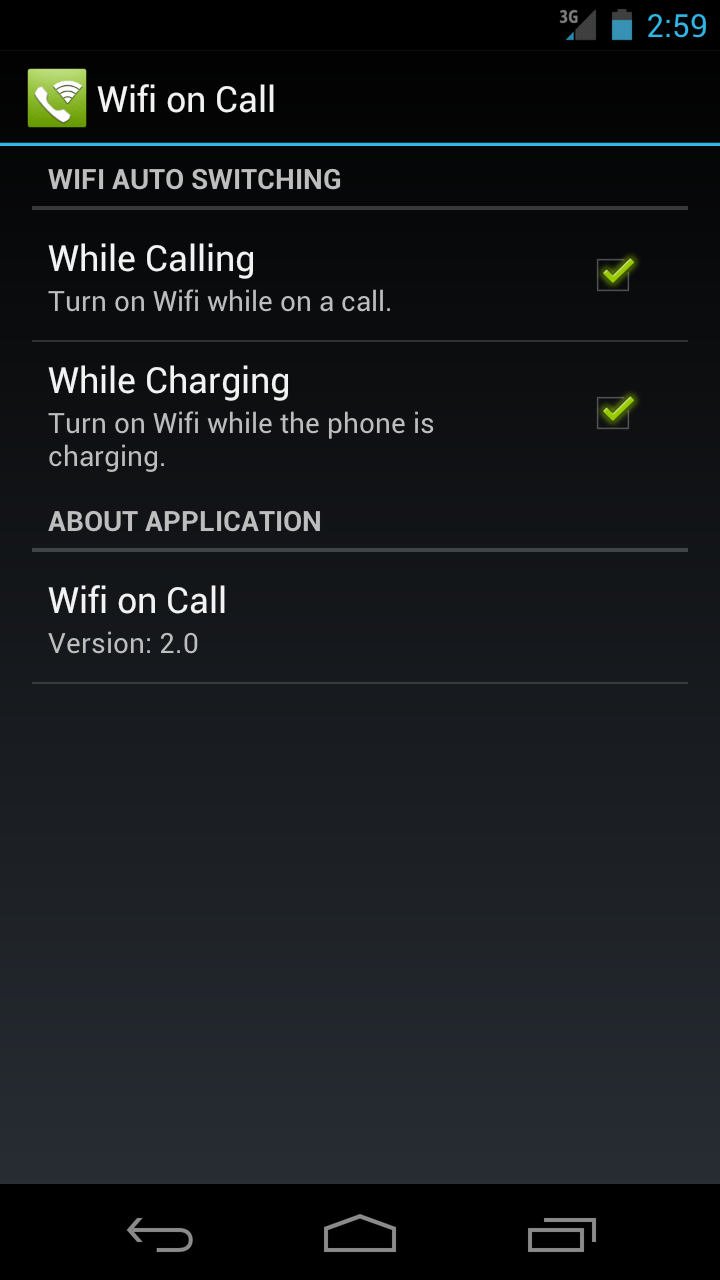 3G 2:59
Wifi on Call
WIFI AUTO SWITCHING
While Calling
Turn on Wifi while on a call.
While Charging
Turn on Wifi while the phone is
charging.
ABOUT APPLICATION
Wifi on Call
Version: 2.0